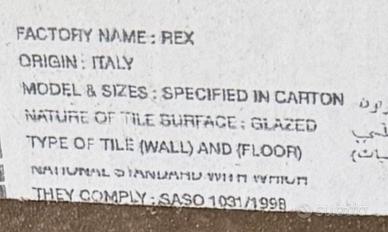 FACTORY NAME : REX
ORIGIN : ITALY
MODEL & SIZES : SPECIFIED IN CARTON
NATURE OF TILE SURFACE : GLAZED
TYPE OF TILE (WALL) AND (FLOOR)
NATIONAL STANDARD WITH WHICH
THEY COMPLY : SASO 1031/1998
subito